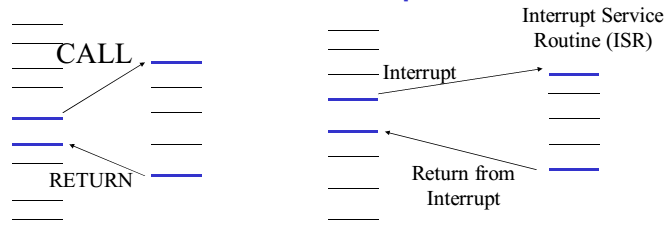 CALL
RETURN
Interrupt Service
Routine (ISR)
Interrupt
Return from
Interrupt